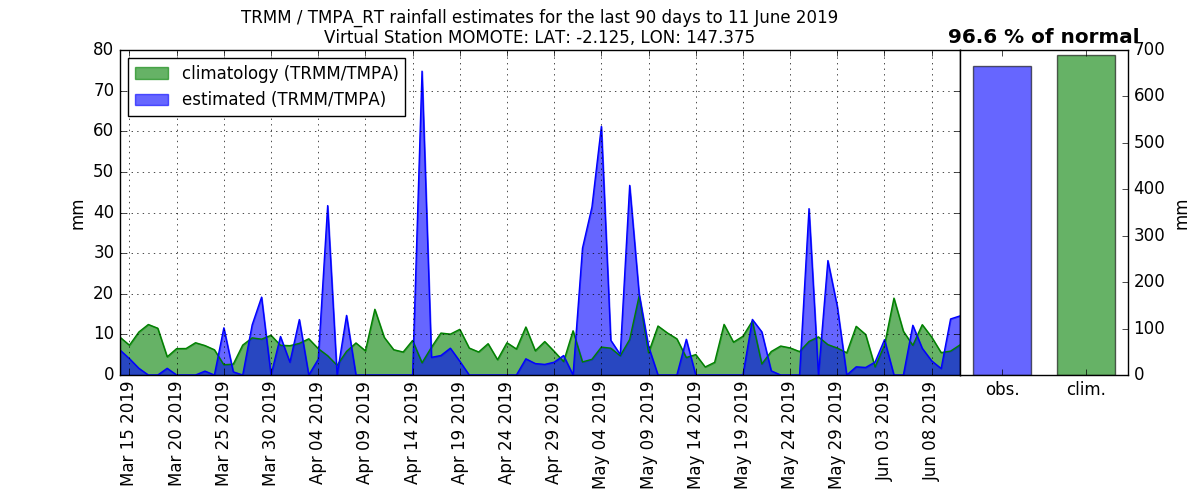 TRMM / TMPA_RT rainfall estimates for the last 90 days to 11 June 2019
Virtual Station MOMOTE: LAT: -2.125, LON: 147.375
96.6 % of normal
climatology (TRMM/TMPA)
estimated (TRMM/TMPA)
mm
80
70
60
50
40
30
20
10
0
Mar 15 2019
Mar 20 2019
Mar 25 2019
Mar 30 2019
Apr 04 2019
Apr 09 2019
Apr 14 2019
Apr 19 2019
Apr 24 2019
Apr 29 2019
May 04 2019
May 09 2019
May 14 2019
May 19 2019
May 24 2019
May 29 2019
Jun 03 2019
Jun 08 2019
obs.
clim.
700
600
500
400
300
200
100
0
mm